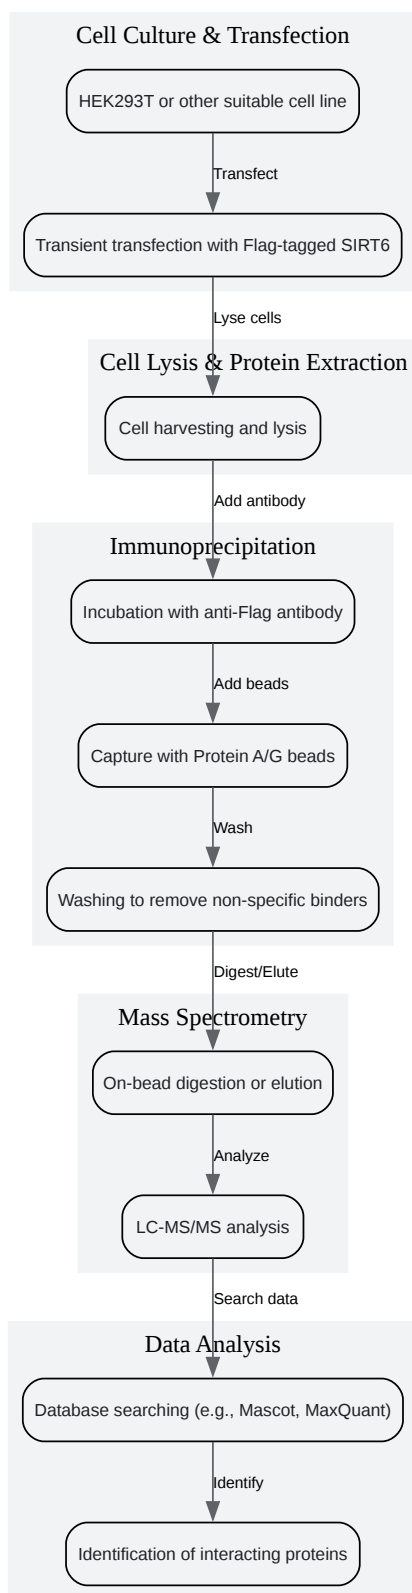 Cell Culture & Transfection
HEK293T or other suitable cell line
Transfect
Transient transfection with Flag-tagged SIRT6
Lyse cells
Cell Lysis & Protein Extraction
Cell harvesting and lysis
Add antibody
Immunoprecipitation
Incubation with anti-Flag antibody
Add beads
Capture with Protein A/G beads
Wash
Washing to remove non-specific binders
Digest/Elute
Mass Spectrometry
On-bead digestion or elution
Analyze
LC-MS/MS analysis
Search data
Data Analysis
Database searching (e.g., Mascot, MaxQuant)
Identify
Identification of interacting proteins